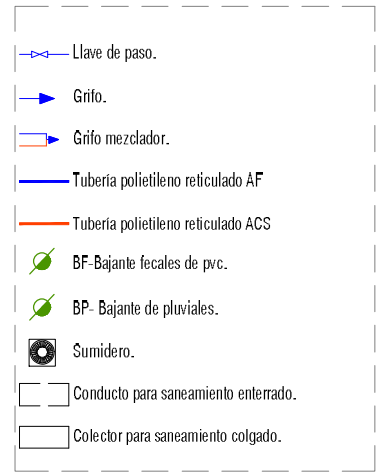 Llave de paso.
Grifo.
Grifo mezclador.
Tubería polietileno reticulado AF
Tubería polietileno reticulado ACS
BF-Bajante fecales de pvc.
BP- Bajante de pluviales.
Sumidero.
Conducto para saneamiento enterrado.
Colector para saneamiento colgado.